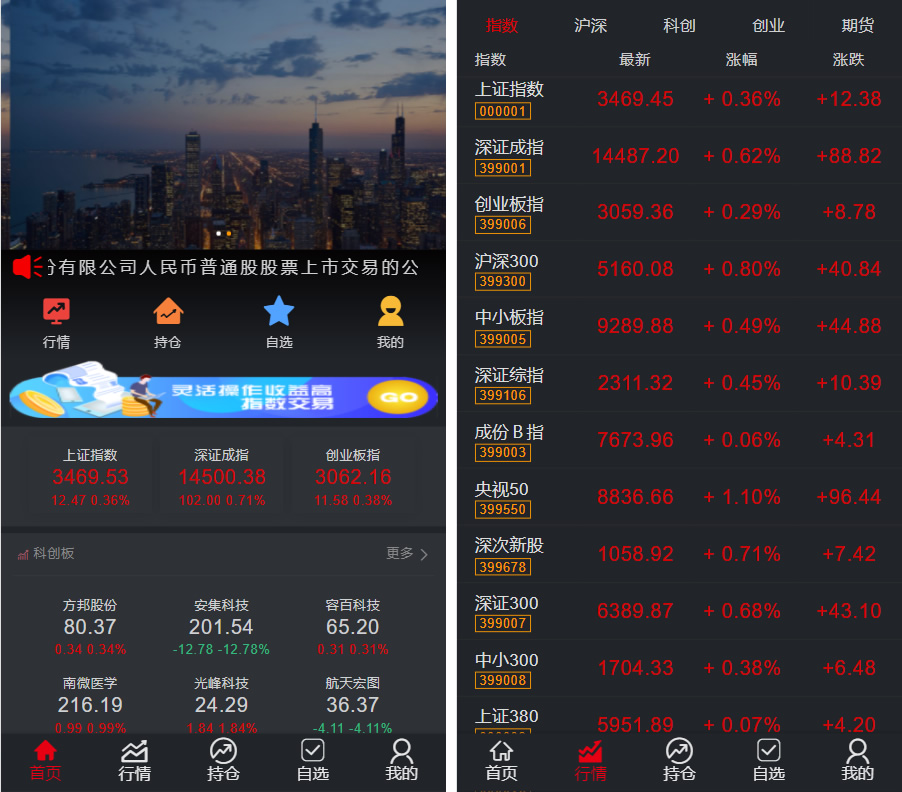 份有限公司人民币普通股股票上市交易的公
行情 持仓 自选 我的
灵活操作收益高
指数交易
GO
上证指数 深证成指 创业板指
3469.53 14500.38 3062.16
12.47 0.36% 102.00 0.71% 11.58 0.38%
科创板 更多
方邦股份 安集科技 容百科技
80.37 201.54 65.20
0.34 0.34% -12.78 -12.78% 0.31 0.31%
南微医学 光峰科技 航天宏图
216.19 24.29 36.37
0.99 0.99% 1.84 1.84% -4.11 -4.11%
首页 行情 持仓 自选 我的
指数 沪深 科创 创业 期货
指数 最新 涨幅 涨跌
上证指数 3469.45 + 0.36% +12.38
000001
深证成指 14487.20 + 0.62% +88.82
399001
创业板指 3059.36 + 0.29% +8.78
399006
沪深300 5160.08 + 0.80% +40.84
399300
中小板指 9289.88 + 0.49% +44.88
399005
深证综指 2311.32 + 0.45% +10.39
399106
成份Ｂ指 7673.96 + 0.06% +4.31
399003
央视50 8836.66 + 1.10% +96.44
399550
深次新股 1058.92 + 0.71% +7.42
399678
深证300 6389.87 + 0.68% +43.10
399007
中小300 1704.33 + 0.38% +6.48
399008
上证380 5951.89 + 0.07% +4.20
首页 行情 持仓 自选 我的